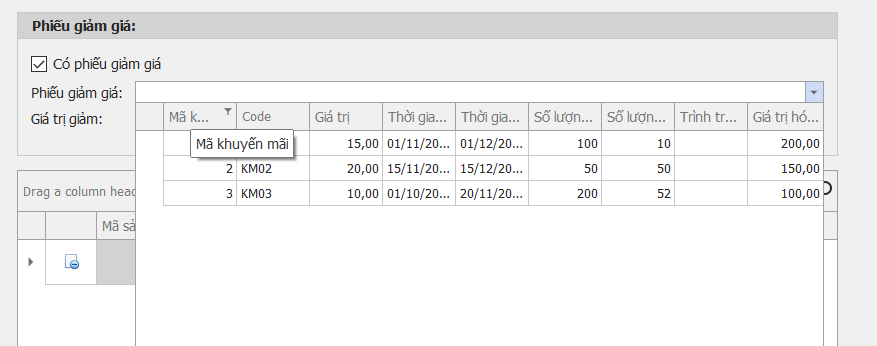 Phiếu giảm giá:
Có phiếu giảm giá
Phiếu giảm giá:
Giá trị giảm:
Mã k... Code Giá trị Thời gia... Thời gia... Số lượn... Số lượn... Trình tr... Giá trị hó...
Mã khuyến mãi 15,00 01/11/20... 01/12/20... 100 10 200,00
2 KM02 20,00 15/11/20... 15/12/20... 50 50 150,00
3 KM03 10,00 01/10/20... 20/11/20... 200 52 100,00
Drag a column head
Mã sả